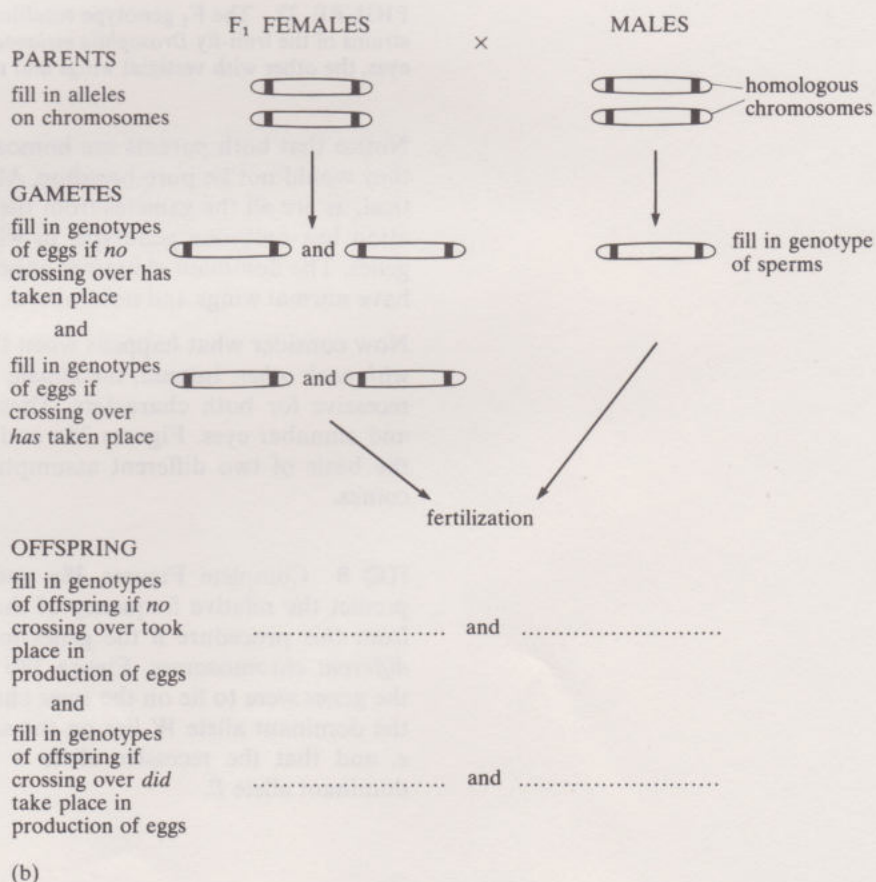 F₁ FEMALES × MALES
PARENTS
fill in alleles
on chromosomes
homologous
chromosomes
GAMETES
fill in genotypes
of eggs if no
crossing over has
taken place
and
fill in genotype
of sperms
and
fill in genotypes
of eggs if
crossing over
has taken place
and
fertilization
OFFSPRING
fill in genotypes
of offspring if no
crossing over took
place in
production of eggs
.................... and ....................
and
fill in genotypes
of offspring if
crossing over did
take place in
production of eggs
.................... and ....................
(b)